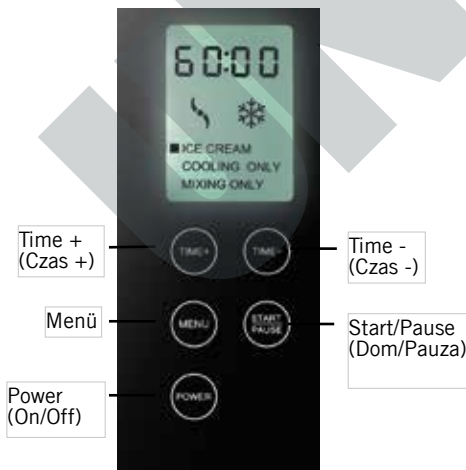 60:00
ICE CREAM
COOLING ONLY
MIXING ONLY
Time +
(Czas +)
TIME+
TIME-
Time -
(Czas -)
Menü
MENU
START
PAUSE
Start/Pause
(Dom/Pauza)
Power
(On/Off)
POWER